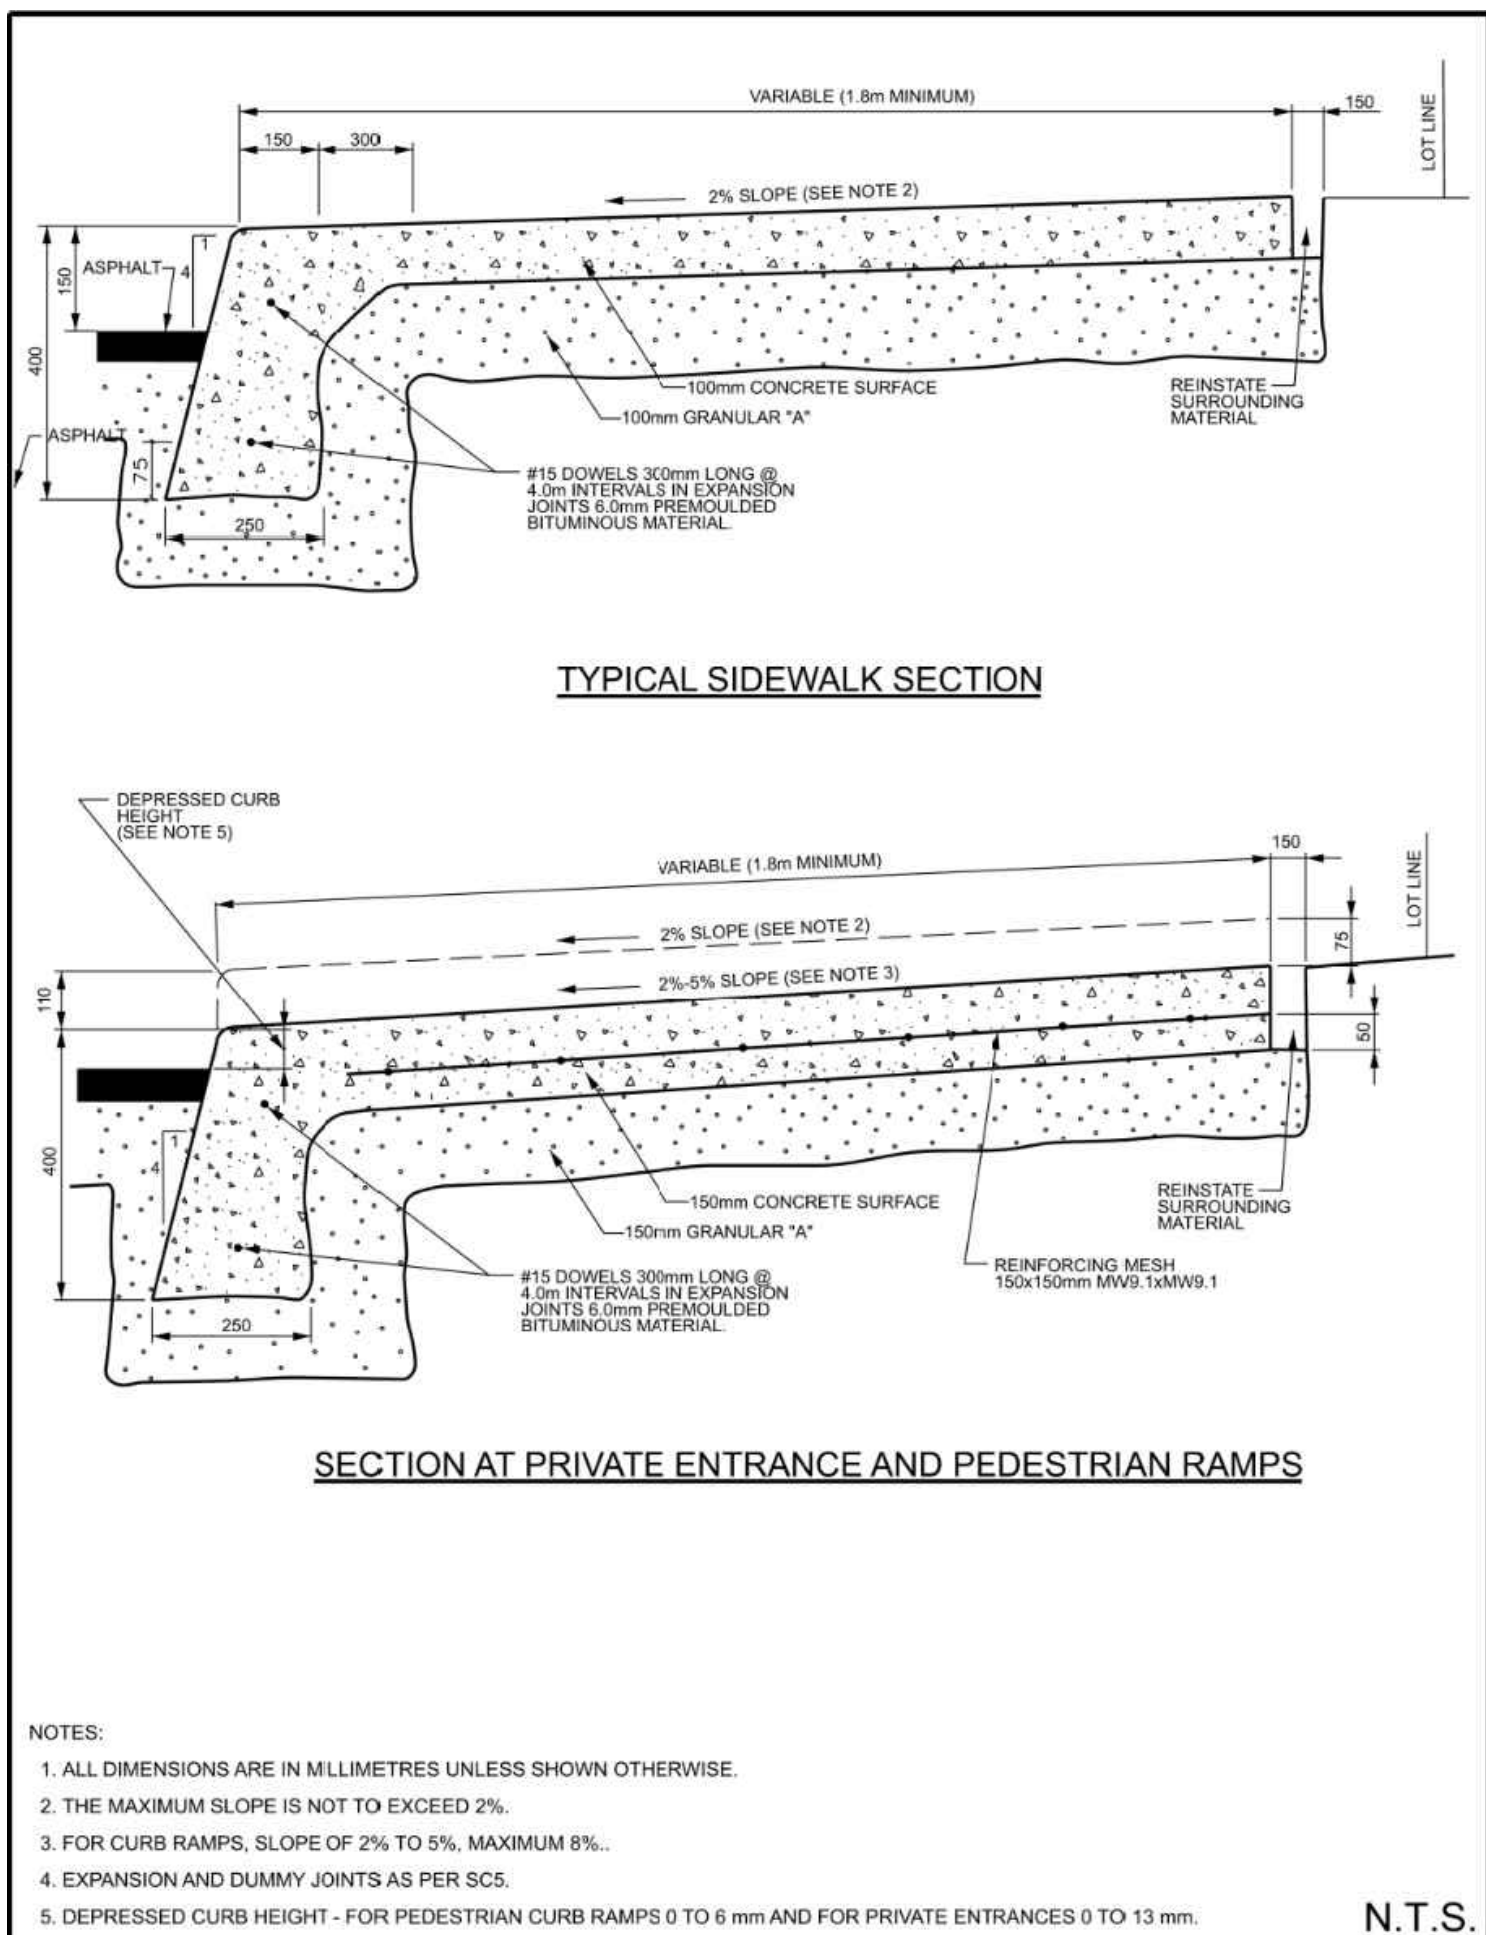 VARIABLE (1.8m MINIMUM)
150
LOT LINE
150
300
2% SLOPE (SEE NOTE 2)
1
4
ASPHALT
150
400
100mm CONCRETE SURFACE
100mm GRANULAR "A"
REINSTATE
SURROUNDING
MATERIAL
ASPHALT
75
#15 DOWELS 300mm LONG @
4.0m INTERVALS IN EXPANSION
JOINTS 6.0mm PREMOULDED
BITUMINOUS MATERIAL.
250
TYPICAL SIDEWALK SECTION
DEPRESSED CURB
HEIGHT
(SEE NOTE 5)
VARIABLE (1.8m MINIMUM)
150
LOT LINE
2% SLOPE (SEE NOTE 2)
75
2%-5% SLOPE (SEE NOTE 3)
110
50
1
4
400
150mm CONCRETE SURFACE
150mm GRANULAR "A"
REINSTATE
SURROUNDING
MATERIAL
REINFORCING MESH
150x150mm MW9.1xMW9.1
#15 DOWELS 300mm LONG @
4.0m INTERVALS IN EXPANSION
JOINTS 6.0mm PREMOULDED
BITUMINOUS MATERIAL.
250
SECTION AT PRIVATE ENTRANCE AND PEDESTRIAN RAMPS
NOTES:
1. ALL DIMENSIONS ARE IN MILLIMETRES UNLESS SHOWN OTHERWISE.
2. THE MAXIMUM SLOPE IS NOT TO EXCEED 2%.
3. FOR CURB RAMPS, SLOPE OF 2% TO 5%, MAXIMUM 8%..
4. EXPANSION AND DUMMY JOINTS AS PER SC5.
5. DEPRESSED CURB HEIGHT - FOR PEDESTRIAN CURB RAMPS 0 TO 6 mm AND FOR PRIVATE ENTRANCES 0 TO 13 mm.
N.T.S.